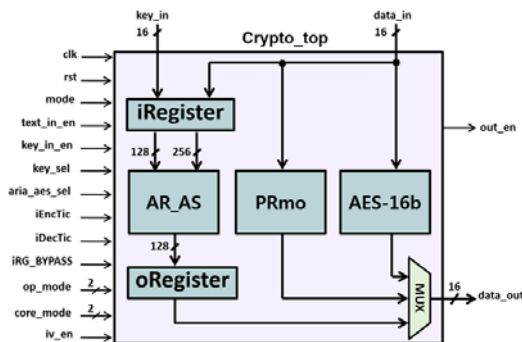 key_in
data_in
16
16
Crypto_top
clk
rst
mode
text_in_en
key_in_en
key_sel
aria_aes_sel
iEncTic
iDecTic
iRG_BYPASS
op_mode
2
core_mode
2
iv_en
iRegister
128
256
AR_AS
PRmo
AES-16b
128
oRegister
MUX
out_en
16
data_out